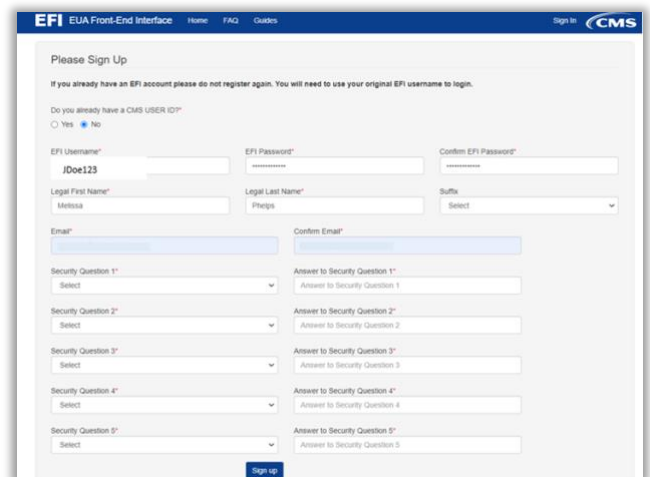 EFI EUA Front-End Interface Home FAQ Guides Sign In CMS
Please Sign Up
If you already have an EFI account please do not register again. You will need to use your original EFI username to login.
Do you already have a CMS USER ID?*
Yes No
EFI Username* EFI Password* Confirm EFI Password*
JDoe123 ************* *************
Legal First Name* Legal Last Name* Suffix
Melissa Phelps Select
Email* Confirm Email*
Security Question 1* Answer to Security Question 1*
Select Answer to Security Question 1
Security Question 2* Answer to Security Question 2*
Select Answer to Security Question 2
Security Question 3* Answer to Security Question 3*
Select Answer to Security Question 3
Security Question 4* Answer to Security Question 4*
Select Answer to Security Question 4
Security Question 5* Answer to Security Question 5*
Select Answer to Security Question 5
Sign up